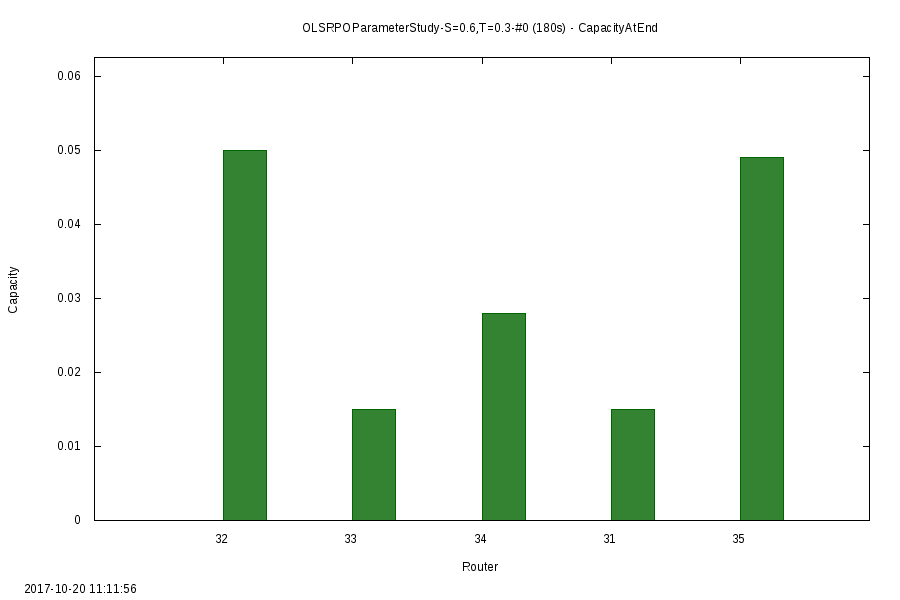 OLSRPOParameterStudy-S=0.6,T=0.3-#0 (180s) - CapacityAtEnd
0.06
0.05
0.04
0.03
0.02
0.01
0
Capacity
32 33 34 31 35
Router
2017-10-20 11:11:56